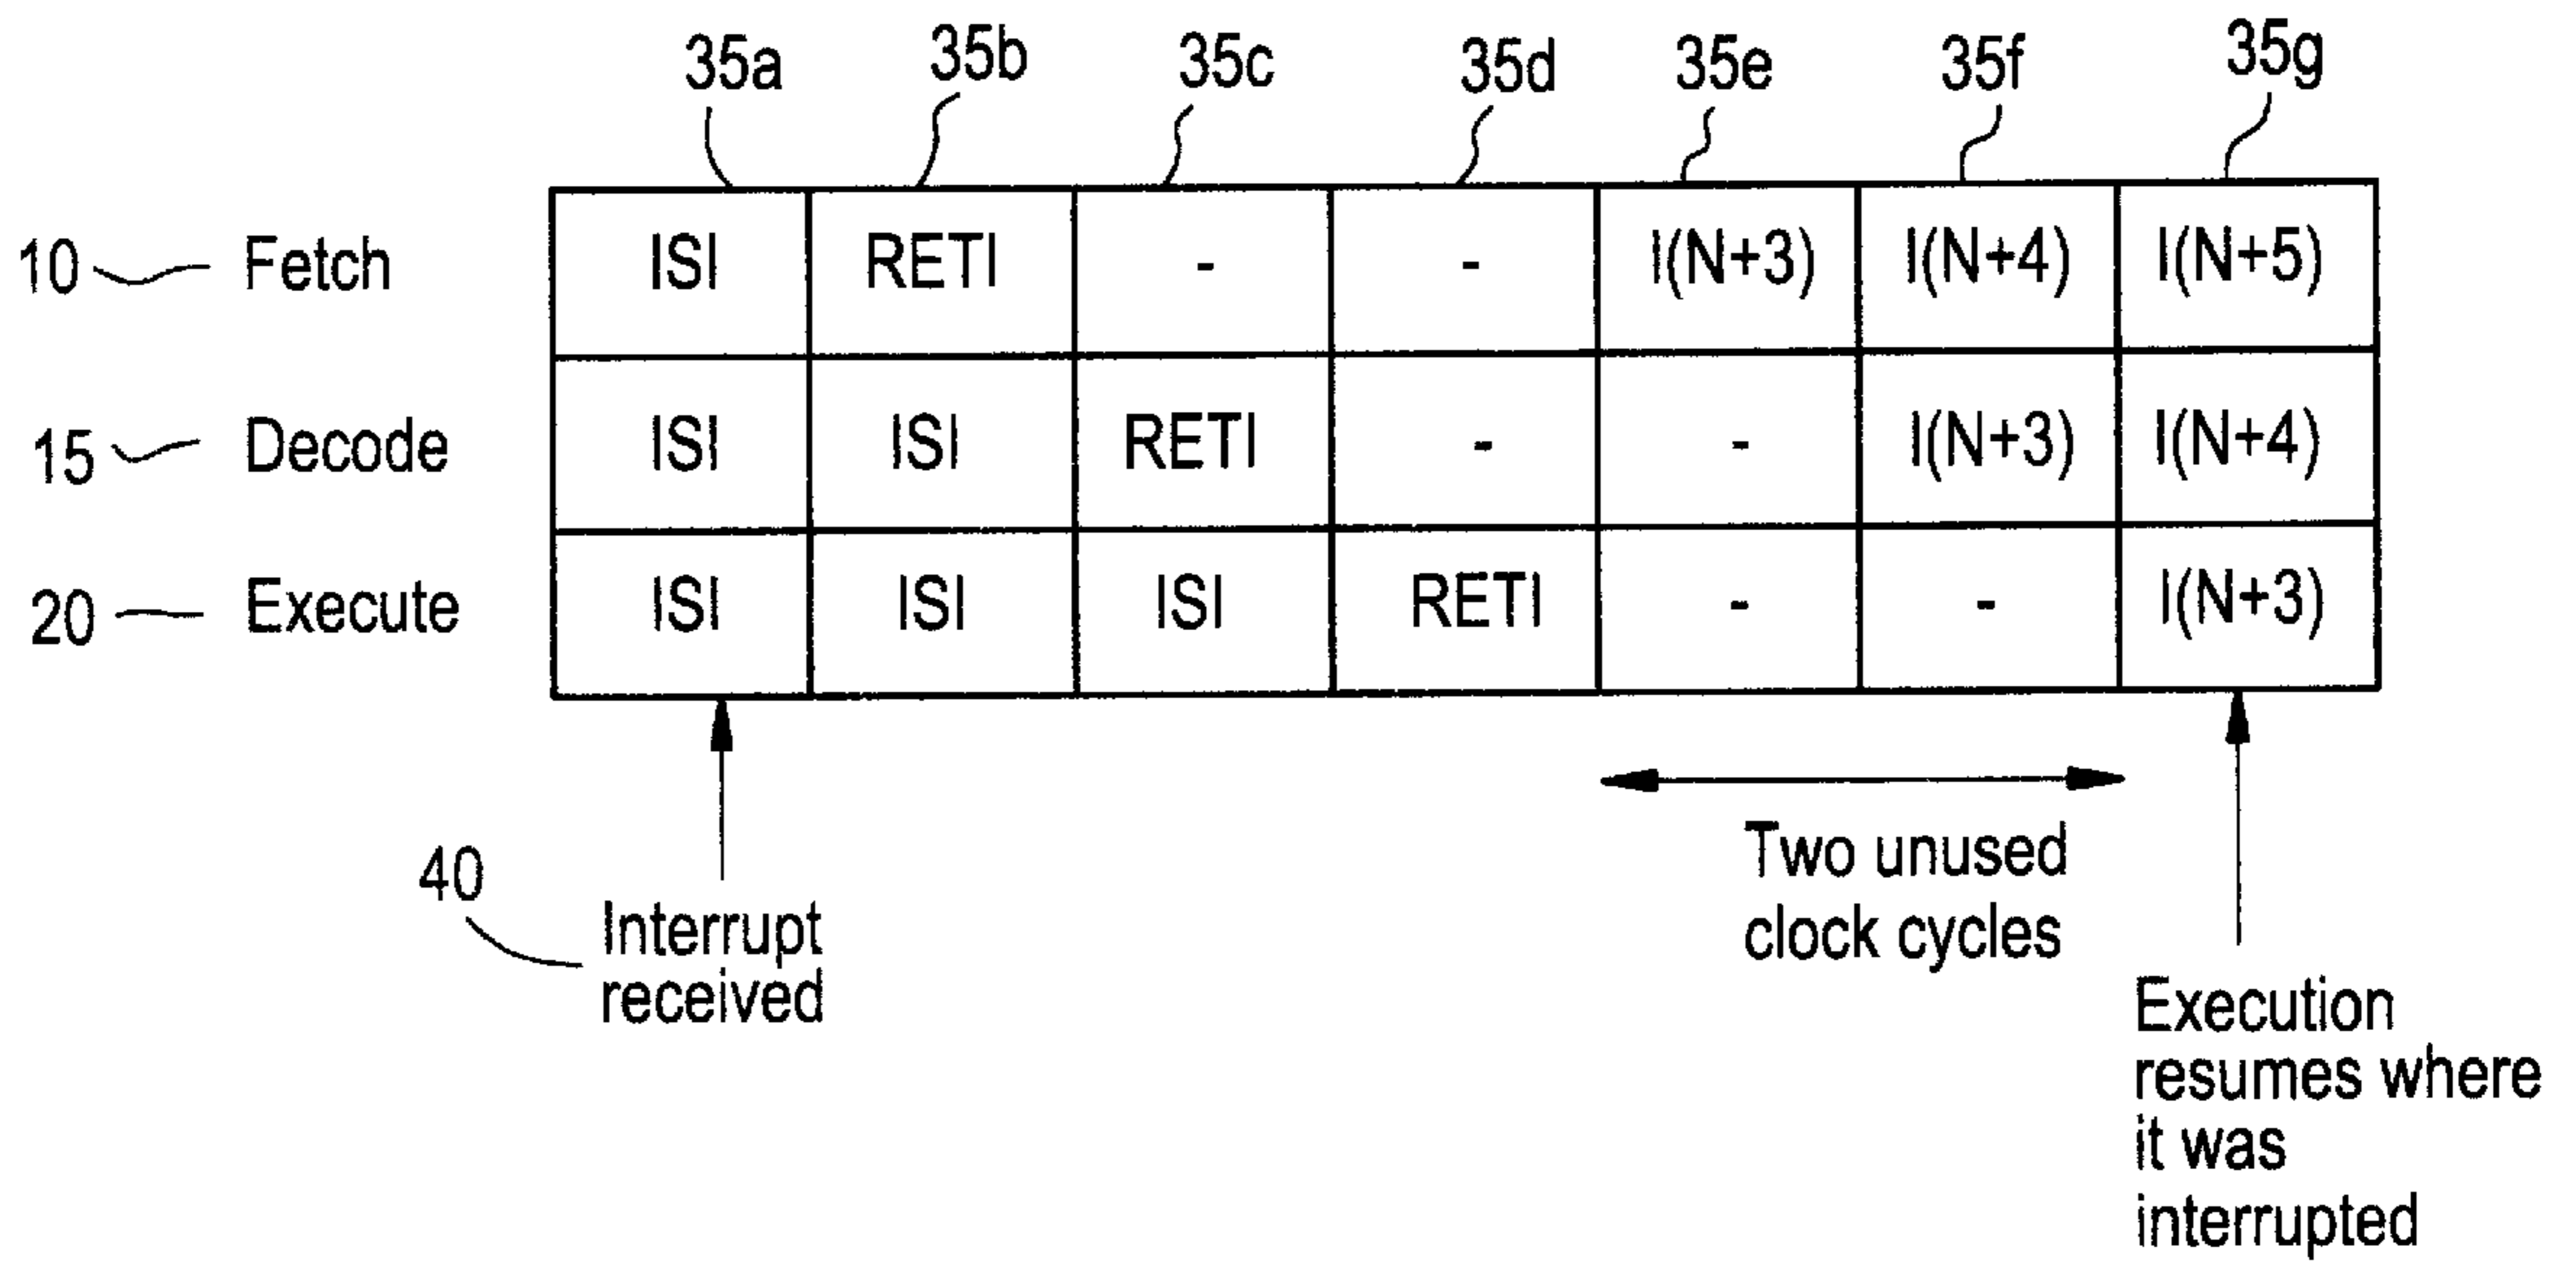 35a 35b 35c 35d 35e 35f 35g
10 Fetch ISI RETI - - I(N+3) I(N+4) I(N+5)
15 Decode ISI ISI RETI - - I(N+3) I(N+4)
20 Execute ISI ISI ISI RETI - - I(N+3)
40
Interrupt
received
Two unused
clock cycles
Execution
resumes where
it was
interrupted